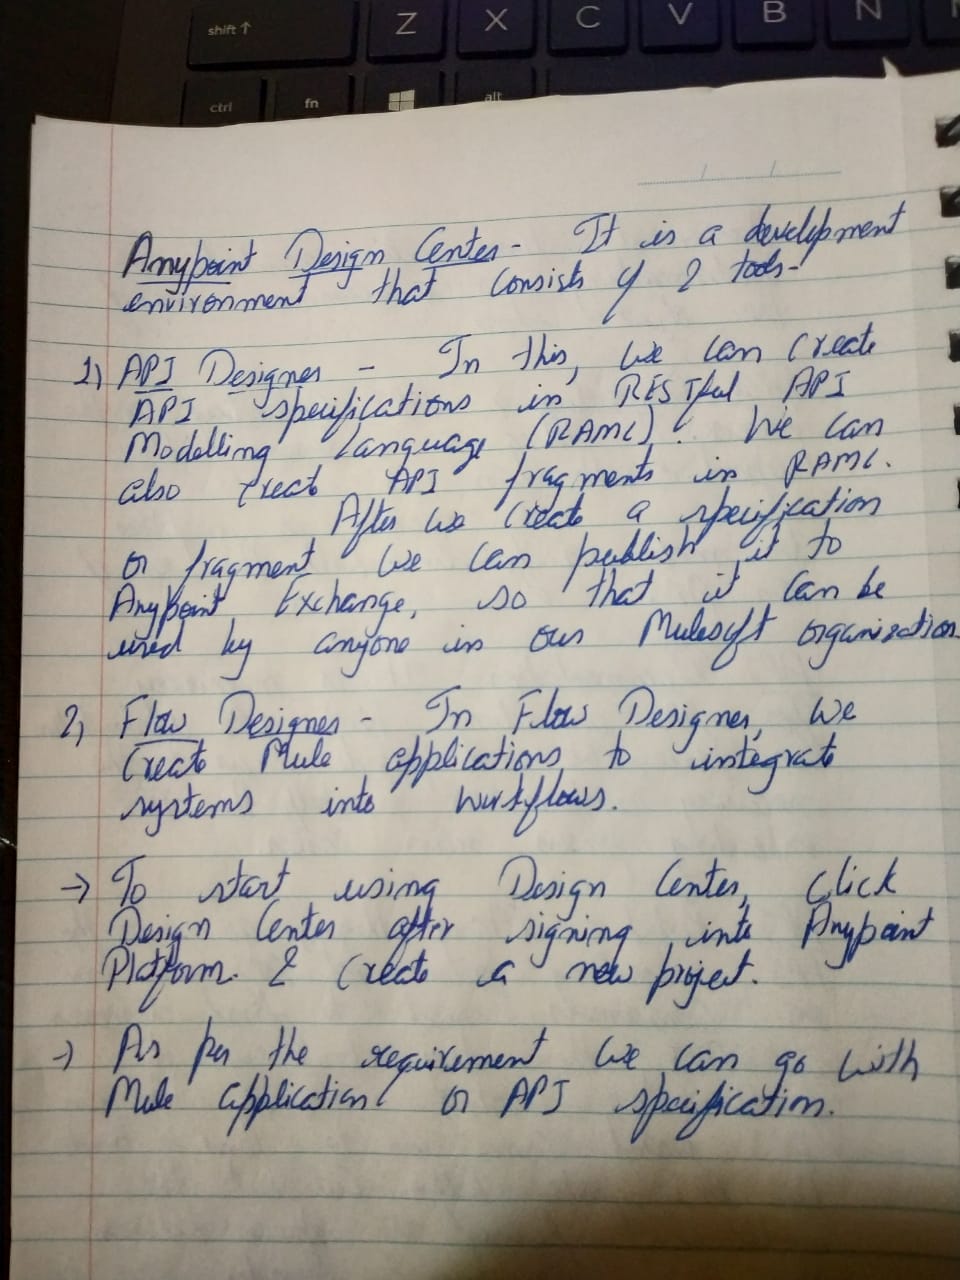 shift ↑ Z X C V B N
ctrl fn alt
Anypoint Design Center - It is a development
environment that consists of 2 tools-
1) API Designer - In this, we can create
API specifications in RESTful API
Modelling Language (RAML). We can
also creat API fragments in RAML.
After we create a specification
or fragment we can publish it to
Anypoint Exchange, so that it can be
used by anyone in our Mulesoft organization.
2) Flow Designer - In Flow Designer, we
create Mule applications to integrate
systems into workflows.
→ To start using Design Center, click
Design Center after signing into Anypoint
Platform. & create a new project.
→ As per the requirement we can go with
Mule application or API specification.